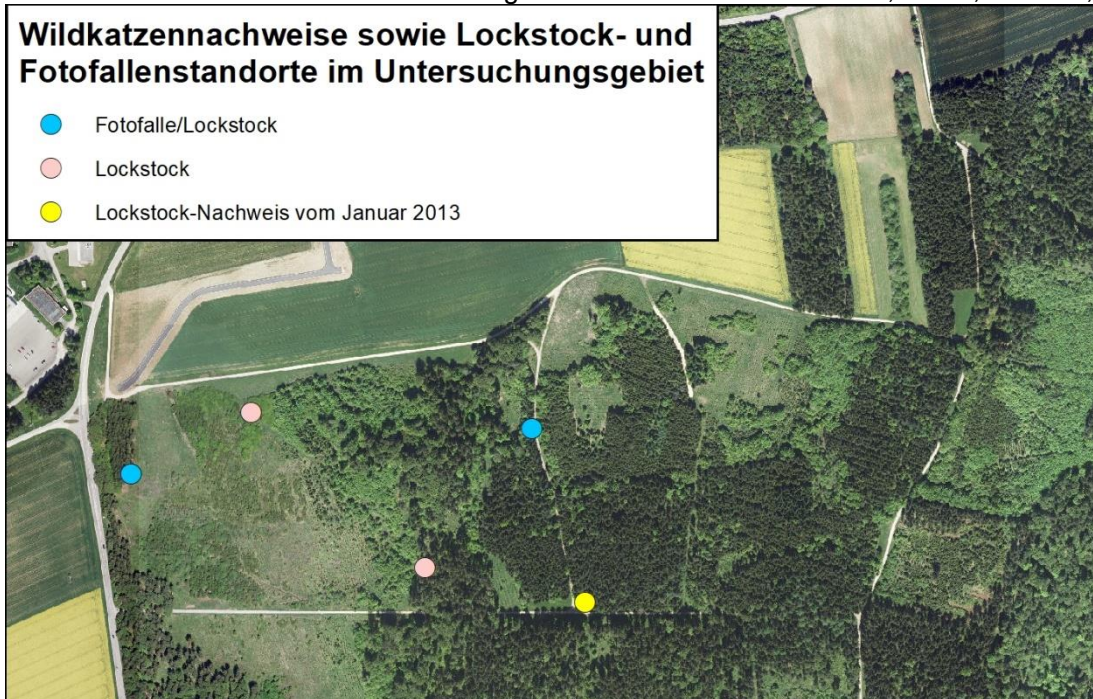 Wildkatzennachweise sowie Lockstock- und
Fotofallenstandorte im Untersuchungsgebiet
Fotofalle/Lockstock
Lockstock
Lockstock-Nachweis vom Januar 2013